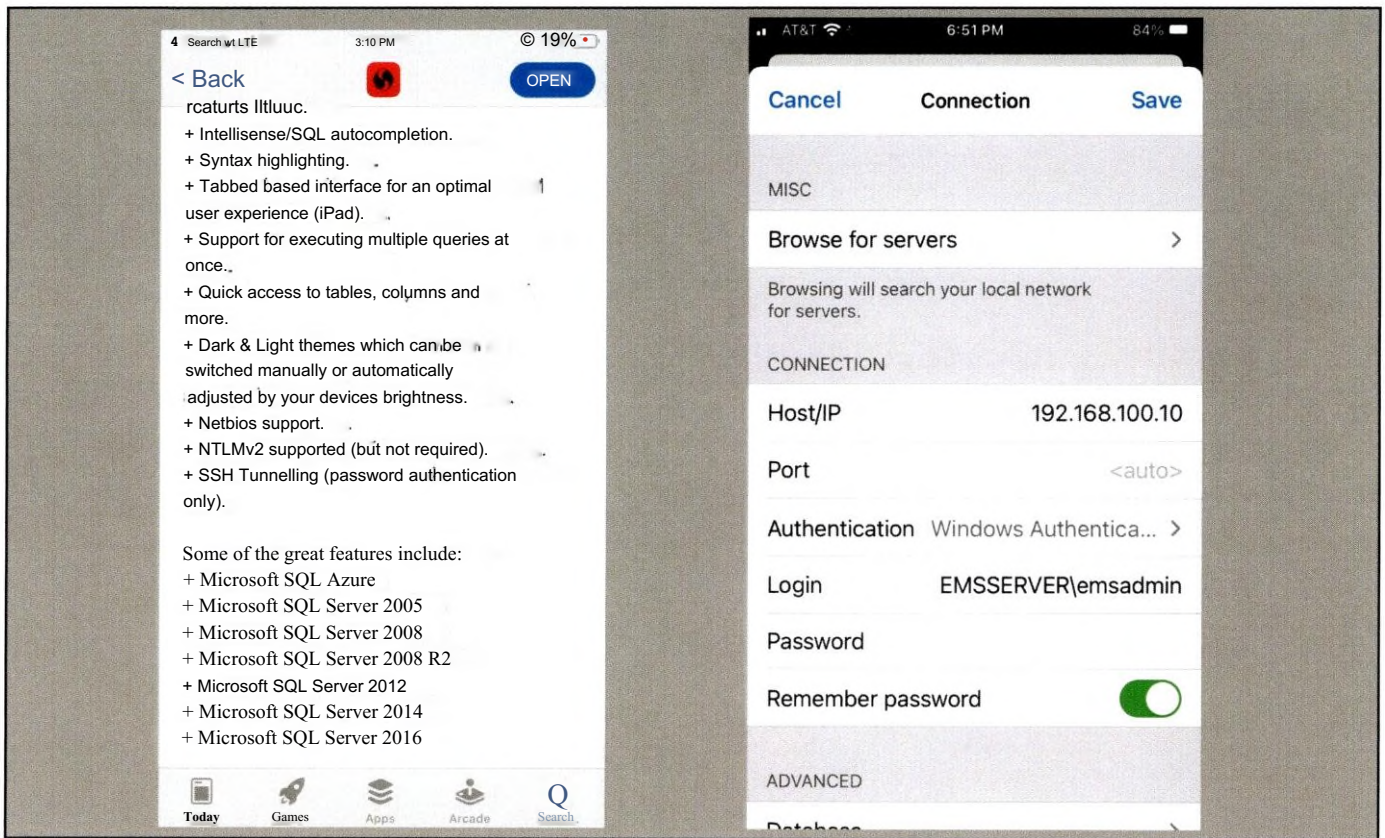 4 Search wt LTE 3:10 PM © 19%
< Back OPEN
rcaturts Iltluuc.
+ Intellisense/SQL autocompletion.
+ Syntax highlighting.
+ Tabbed based interface for an optimal
user experience (iPad).
+ Support for executing multiple queries at
once.
+ Quick access to tables, columns and
more.
+ Dark & Light themes which can be
switched manually or automatically
adjusted by your devices brightness.
+ Netbios support.
+ NTLMv2 supported (but not required).
+ SSH Tunnelling (password authentication
only).
Some of the great features include:
+ Microsoft SQL Azure
+ Microsoft SQL Server 2005
+ Microsoft SQL Server 2008
+ Microsoft SQL Server 2008 R2
+ Microsoft SQL Server 2012
+ Microsoft SQL Server 2014
+ Microsoft SQL Server 2016
Today Games Apps Arcade Search
AT&T 6:51 PM 84%
Cancel Connection Save
MISC
Browse for servers >
Browsing will search your local network
for servers.
CONNECTION
Host/IP 192.168.100.10
Port <auto>
Authentication Windows Authentica... >
Login EMSSERVER\emsadmin
Password
Remember password
ADVANCED
Database